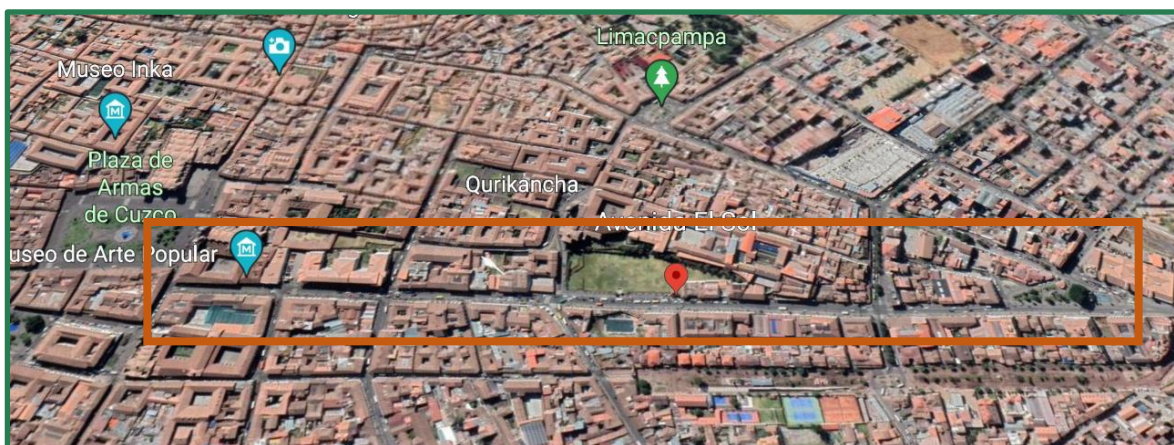 Limacpampa
Museo Inka
Plaza de
Armas
de Cuzco
Qurikancha
Avenida El Sol
useo de Arte Popular